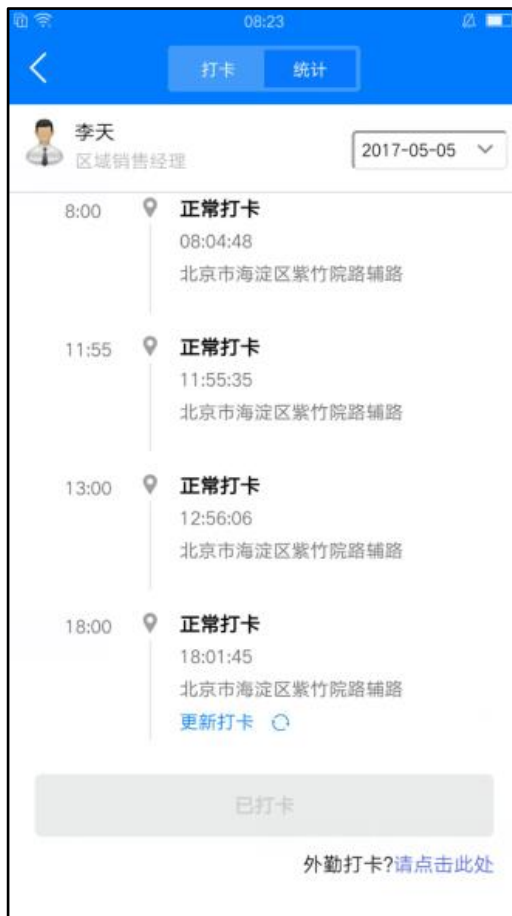 08:23
打卡 统计
李天
区域销售经理
2017-05-05
8:00 正常打卡
08:04:48
北京市海淀区紫竹院路辅路
11:55 正常打卡
11:55:35
北京市海淀区紫竹院路辅路
13:00 正常打卡
12:56:06
北京市海淀区紫竹院路辅路
18:00 正常打卡
18:01:45
北京市海淀区紫竹院路辅路
更新打卡
已打卡
外勤打卡?请点击此处